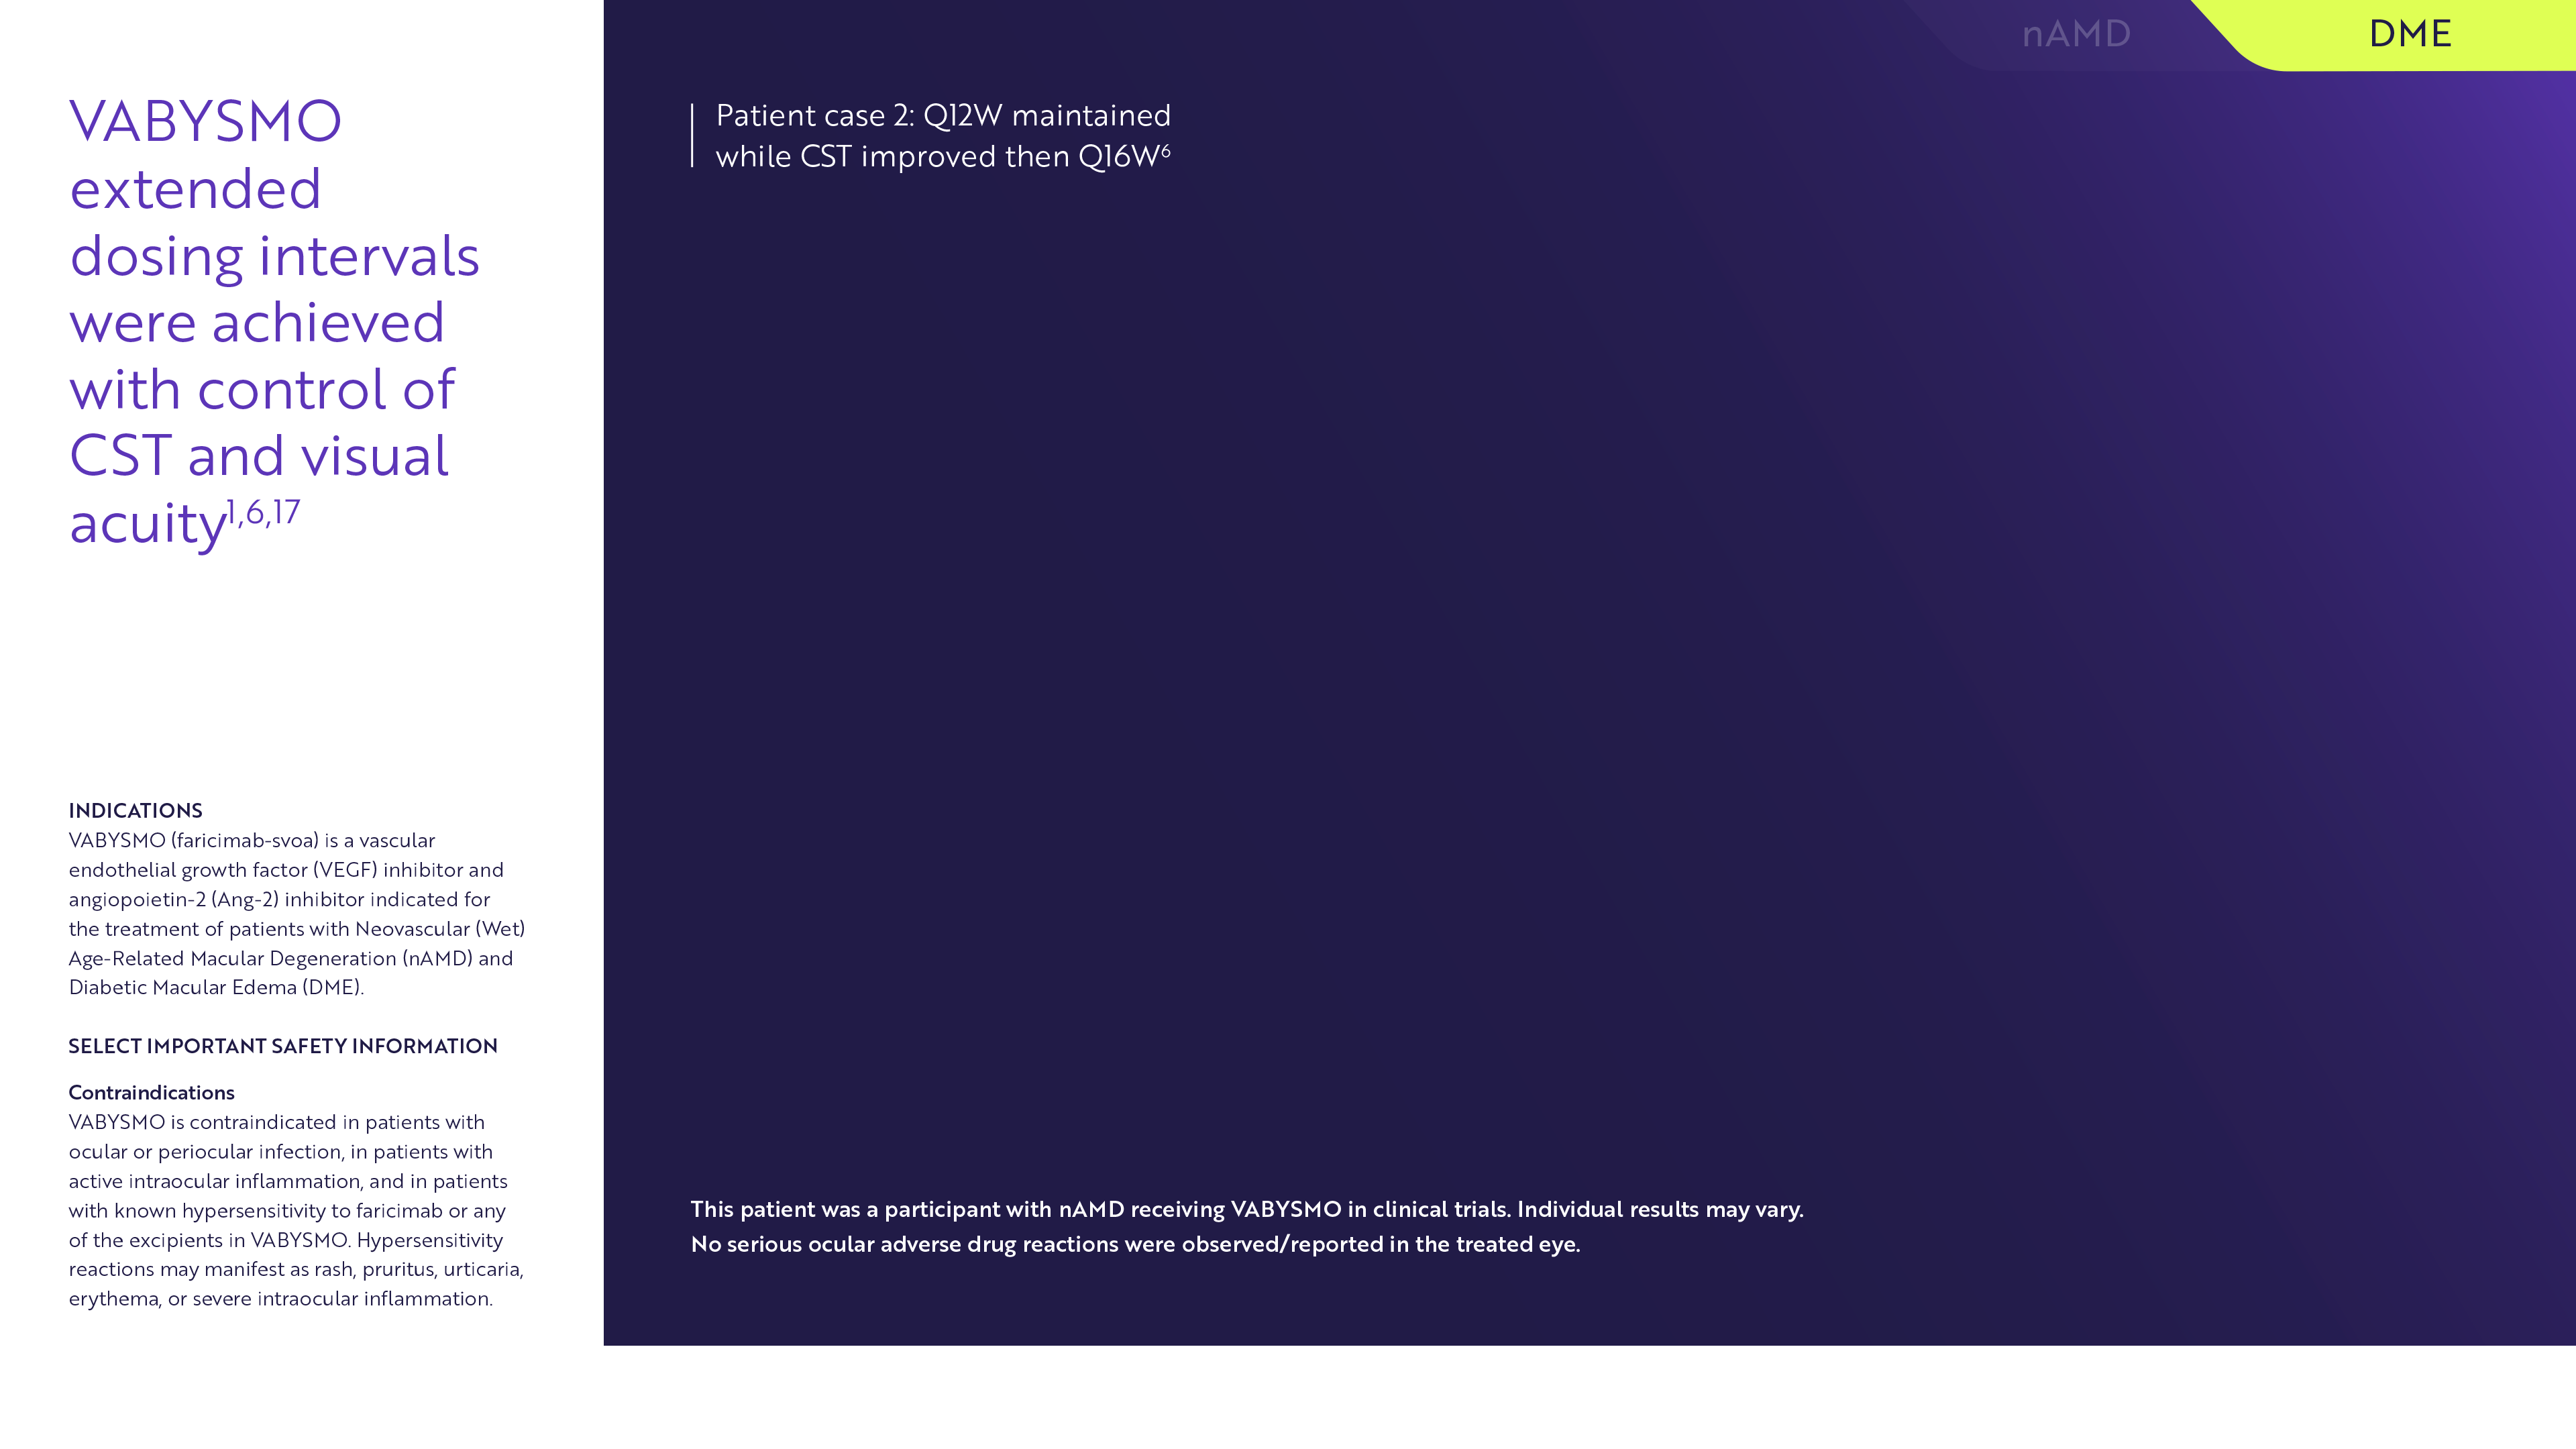 VABYSMO
extended
dosing intervals
were achieved
with control of
CST and visual
acuity1,6,17
INDICATIONS
VABYSMO (faricimab-svoa) is a vascular
endothelial growth factor (VEGF) inhibitor and
angiopoietin-2 (Ang-2) inhibitor indicated for
the treatment of patients with Neovascular (Wet)
Age-Related Macular Degeneration (nAMD) and
Diabetic Macular Edema (DME).
SELECT IMPORTANT SAFETY INFORMATION
Contraindications
VABYSMO is contraindicated in patients with
ocular or periocular infection, in patients with
active intraocular inflammation, and in patients
with known hypersensitivity to faricimab or any
of the excipients in VABYSMO. Hypersensitivity
reactions may manifest as rash, pruritus, urticaria,
erythema, or severe intraocular inflammation.
nAMD
DME
Patient case 2: Q12W maintained
while CST improved then Q16W6
This patient was a participant with nAMD receiving VABYSMO in clinical trials. Individual results may vary.
No serious ocular adverse drug reactions were observed/reported in the treated eye.